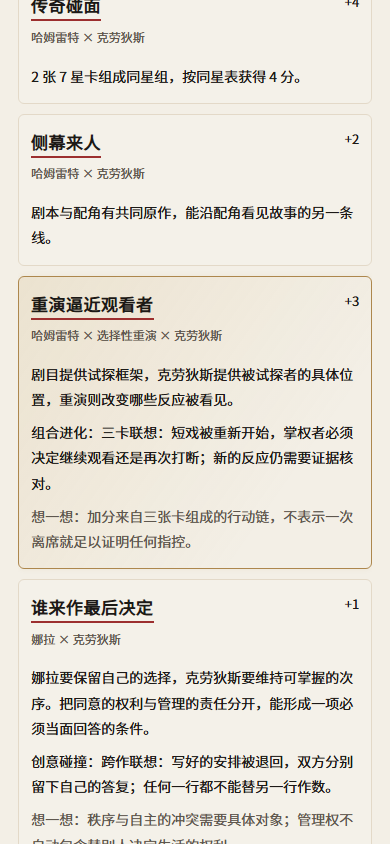 传奇碰面
+4
哈姆雷特 × 克劳狄斯
2 张 7 星卡组成同星组，按同星表获得 4 分。
侧幕来人
+2
哈姆雷特 × 克劳狄斯
剧本与配角有共同原作，能沿配角看见故事的另一条
线。
重演逼近观看者
+3
哈姆雷特 × 选择性重演 × 克劳狄斯
剧目提供试探框架，克劳狄斯提供被试探者的具体位
置，重演则改变哪些反应被看见。
组合进化：三卡联想：短戏被重新开始，掌权者必须
决定继续观看还是再次打断；新的反应仍需要证据核
对。
想一想：加分来自三张卡组成的行动链，不表示一次
离席就足以证明任何指控。
谁来作最后决定
+1
娜拉 × 克劳狄斯
娜拉要保留自己的选择，克劳狄斯要维持可掌握的次
序。把同意的权利与管理的责任分开，能形成一项必
须当面回答的条件。
创意碰撞：跨作联想：写好的安排被退回，双方分别
留下自己的答复；任何一行都不能替另一行作数。
想一想：秩序与自主的冲突需要具体对象；管理权不
自动包含替别人决定生活的权利。